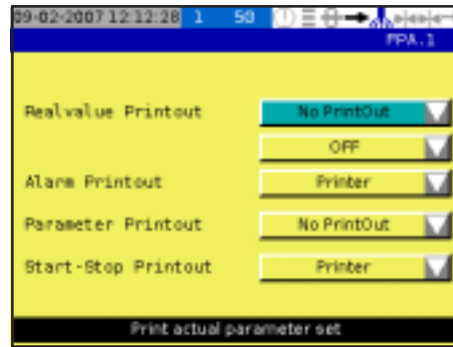 09-02-2007 12:12:28 1 50
FPA.1
Realvalue Printout No PrintOut
OFF
Alarm Printout Printer
Parameter Printout No PrintOut
Start-Stop Printout Printer
Print actual parameter set